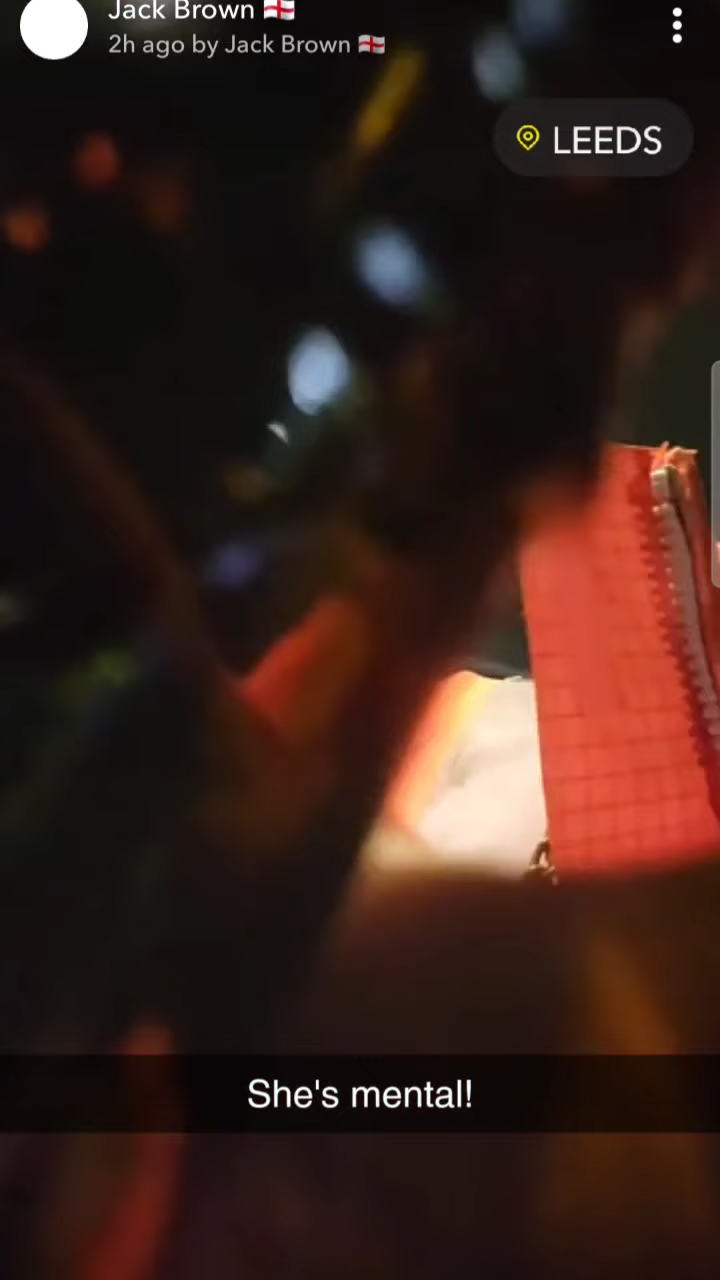 Jack Brown 🏴󠁧󠁢󠁥󠁮󠁧󠁿
2h ago by Jack Brown 🏴󠁧󠁢󠁥󠁮󠁧󠁿
LEEDS
She's mental!